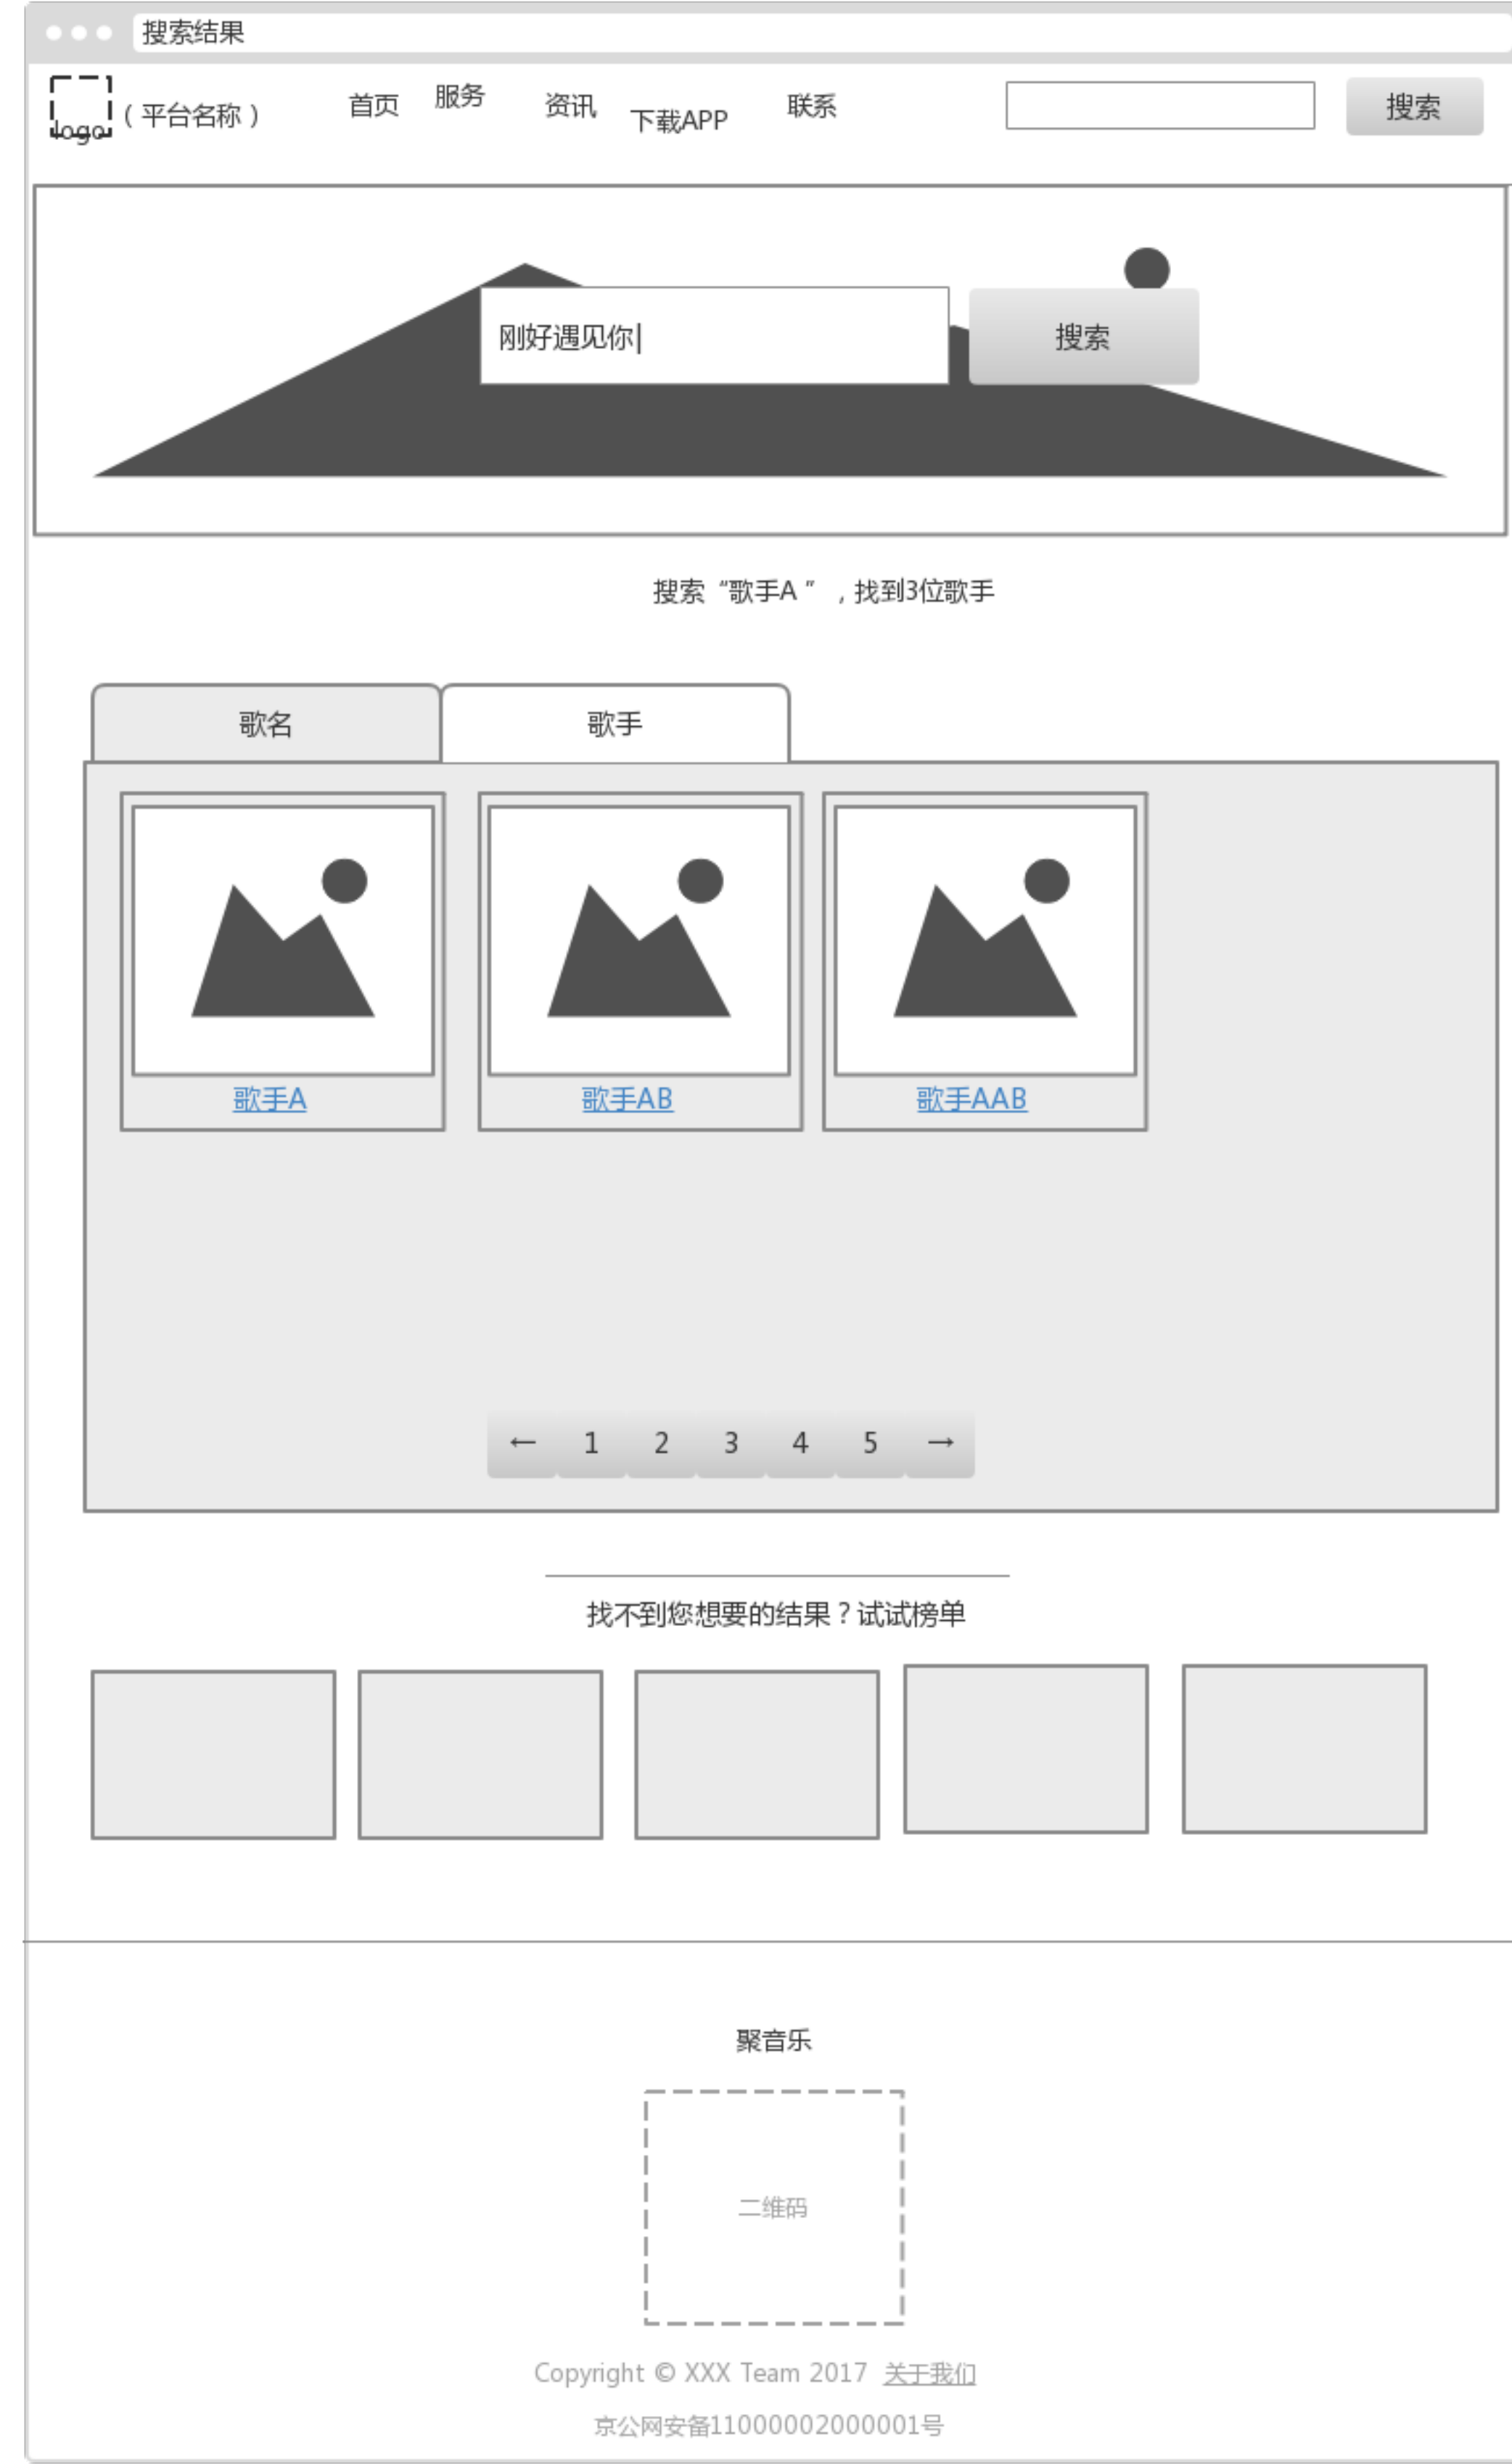 搜索结果
logo
（平台名称）
首页
服务
资讯
下载APP
联系
搜索
刚好遇见你
搜索
搜索“歌手A ”，找到3位歌手
歌名
歌手
歌手A
歌手AB
歌手AAB
← 1 2 3 4 5 →
找不到您想要的结果？试试榜单
聚音乐
二维码
Copyright © XXX Team 2017 关于我们
京公网安备11000002000001号